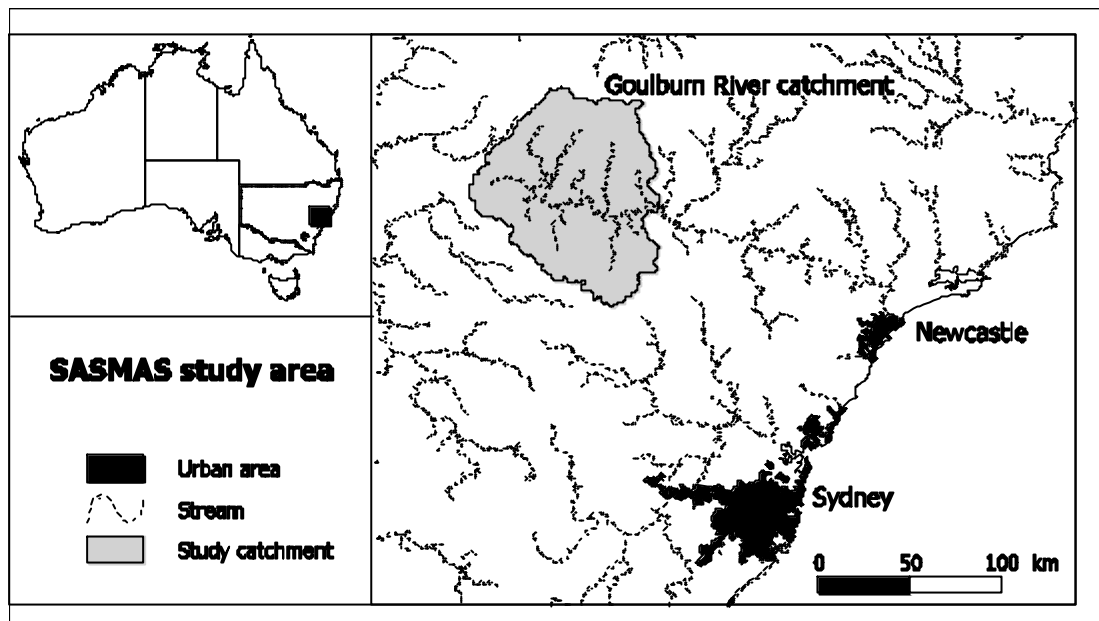 Goulburn River catchment
Newcastle
SASMAS study area
Urban area
Stream
Study catchment
Sydney
0 50 100 km